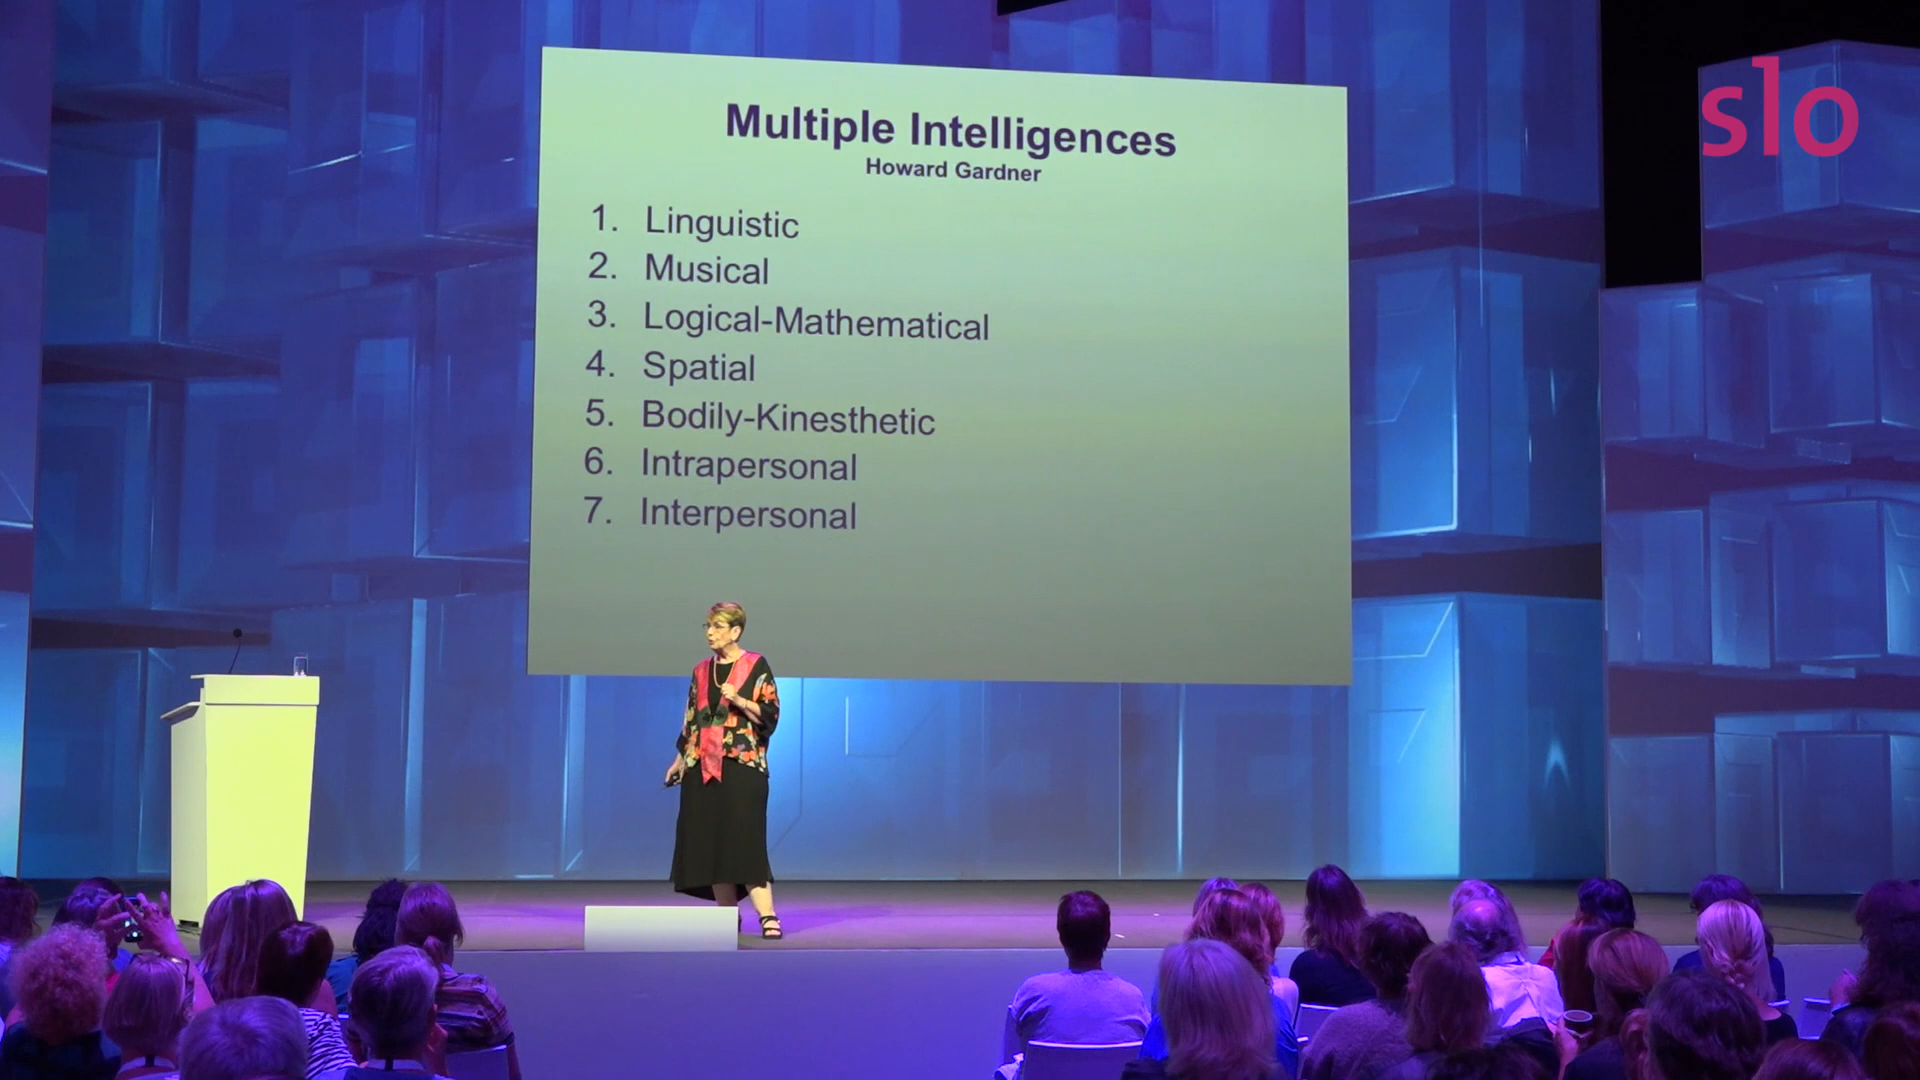 slo
Multiple Intelligences
Howard Gardner
1. Linguistic
2. Musical
3. Logical-Mathematical
4. Spatial
5. Bodily-Kinesthetic
6. Intrapersonal
7. Interpersonal